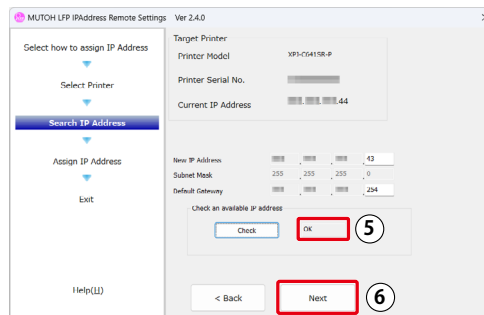 MUTOH LFP IPAddress Remote Settings Ver 2.4.0
Select how to assign IP Address
Select Printer
Search IP Address
Assign IP Address
Exit
Help(H)
Target Printer
Printer Model XPJ-C641SR-P
Printer Serial No.
Current IP Address .44
New IP Address 43
Subnet Mask 255 255 255 0
Default Gateway 254
Check an available IP address
Check OK ⑤
< Back Next ⑥